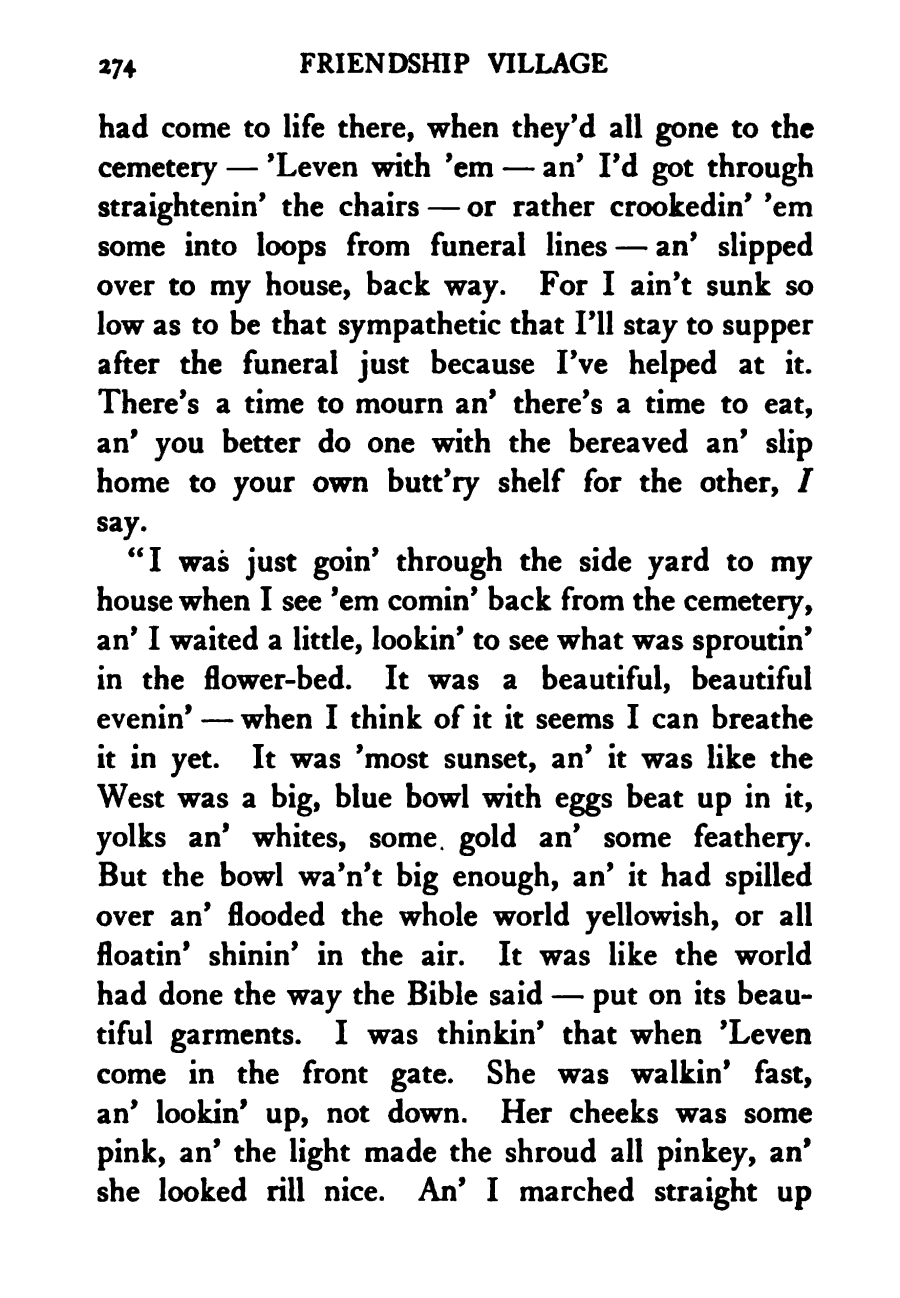 274 FRIENDSHIP VILLAGE
had come to life there, when they’d all gone to the
cemetery — ’Leven with ’em — an’ I’d got through
straightenin’ the chairs — or rather crookedin’ ’em
some into loops from funeral lines — an’ slipped
over to my house, back way. For I ain’t sunk so
low as to be that sympathetic that I’ll stay to supper
after the funeral just because I’ve helped at it.
There’s a time to mourn an’ there’s a time to eat,
an’ you better do one with the bereaved an’ slip
home to your own butt’ry shelf for the other, I
say.
“I was just goin’ through the side yard to my
house when I see ’em comin’ back from the cemetery,
an’ I waited a little, lookin’ to see what was sproutin’
in the flower-bed. It was a beautiful, beautiful
evenin’ — when I think of it it seems I can breathe
it in yet. It was ’most sunset, an’ it was like the
West was a big, blue bowl with eggs beat up in it,
yolks an’ whites, some. gold an’ some feathery.
But the bowl wa’n’t big enough, an’ it had spilled
over an’ flooded the whole world yellowish, or all
floatin’ shinin’ in the air. It was like the world
had done the way the Bible said — put on its beau-
tiful garments. I was thinkin’ that when ’Leven
come in the front gate. She was walkin’ fast,
an’ lookin’ up, not down. Her cheeks was some
pink, an’ the light made the shroud all pinkey, an’
she looked rill nice. An’ I marched straight up